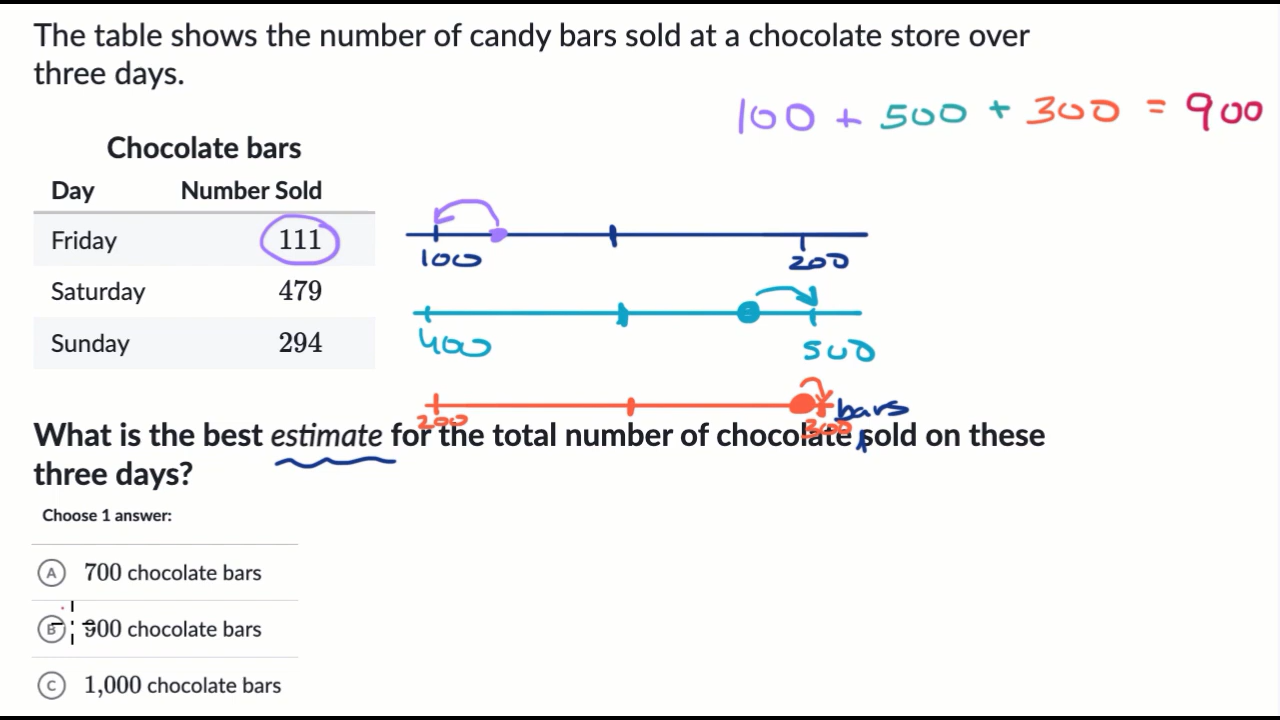 The table shows the number of candy bars sold at a chocolate store over
three days.
100 + 500 + 300 = 900
Chocolate bars
Day Number Sold
Friday 111
Saturday 479
Sunday 294
100 200
400 500
200 300
bars
What is the best estimate for the total number of chocolate sold on these
three days?
Choose 1 answer:
A 700 chocolate bars
B 900 chocolate bars
C 1,000 chocolate bars